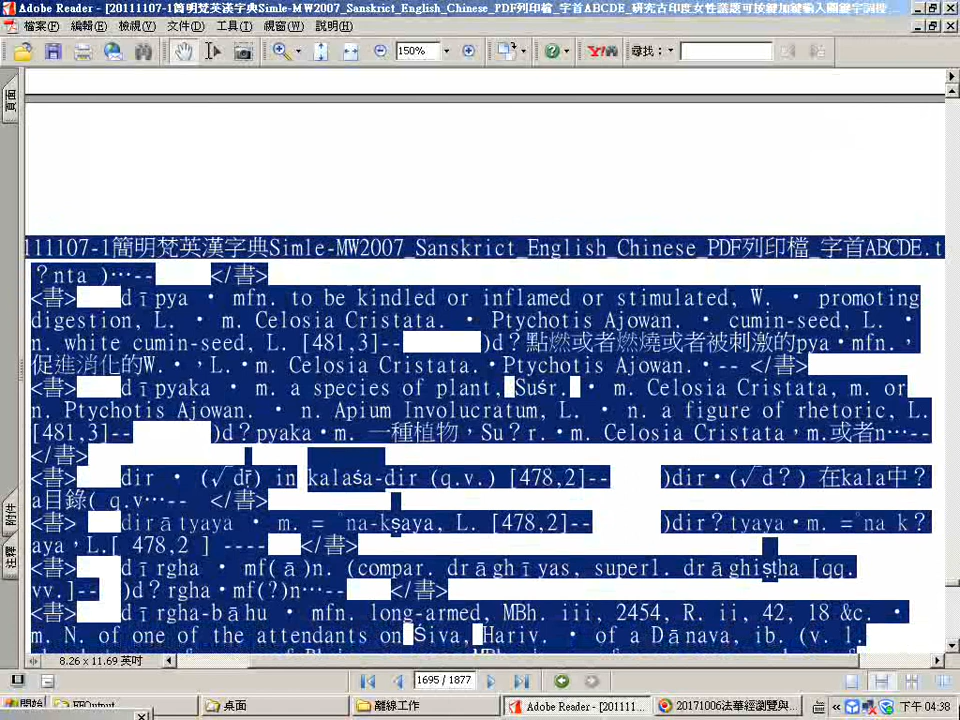 Adobe Reader - [20111107-1簡明梵英漢字典Simle-MW2007_Sanskrict_English_Chinese_PDF列印檔_字首ABCDE_研究古印度女性議題可按
檔案(F) 編輯(E) 檢視(V) 文件(D) 工具(T) 視窗(W) 說明(H)
150% Y! 尋找:
頁面
111107-1簡明梵英漢字典Simle-MW2007_Sanskrict_English_Chinese_PDF列印檔_字首ABCDE.t
?nta )…-- </書>
<書> dīpya • mfn. to be kindled or inflamed or stimulated, W. • promoting
digestion, L. • m. Celosia Cristata. • Ptychotis Ajowan. • cumin-seed, L. •
n. white cumin-seed, L. [481,3]-- )d?點燃或者燃燒或者被刺激的pya•mfn.,
促進消化的W.•,L.•m. Celosia Cristata.•Ptychotis Ajowan.•-- </書>
<書> dīpyaka • m. a species of plant, Suśr. • m. Celosia Cristata, m. or
n. Ptychotis Ajowan. • n. Apium Involucratum, L. • n. a figure of rhetoric, L.
[481,3]-- )d?pyaka•m. 一種植物,Su?r.•m. Celosia Cristata,m.或者n…--
</書>
<書> dir • (√dṝ) in kalaśa-dir (q.v.) [478,2]-- )dir•(√d?) 在kala中?
a目錄( q.v…-- </書>
<書> dirātyaya • m. = °na-kṣaya, L. [478,2]-- )dir?tyaya•m. =°na k?
aya,L.[ 478,2 ] ---- </書>
<書> dīrgha • mf(ā)n. (compar. drāghīyas, superl. drāghiṣṭha [qq.
vv.]-- )d?rgha•mf(?)n…-- </書>
<書> dīrgha-bāhu • mfn. long-armed, MBh. iii, 2454, R. ii, 42, 18 &c. •
m. N. of one of the attendants on Śiva, Hariv. • of a Dānava, ib. (v. l.
附件
註釋
8.26 x 11.69 英吋
1695 / 1877
開始 FFOutput 桌面 離線工作 Adobe Reader - [201111... 20171006法華經瀏覽與... 下午 04:38